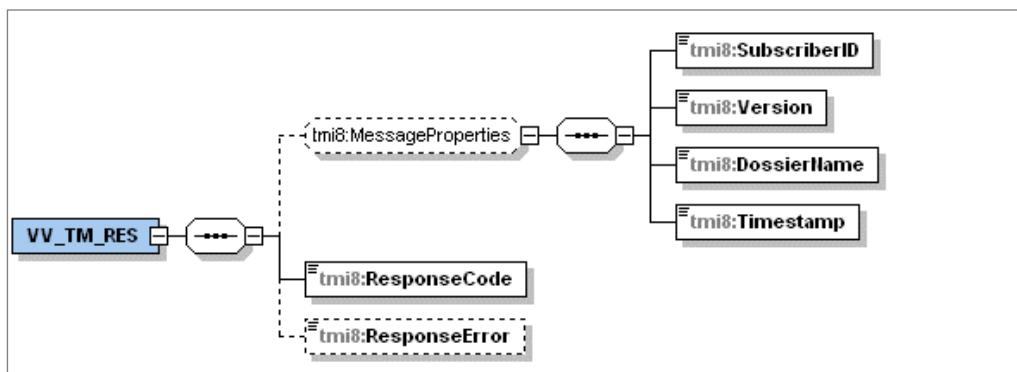 tmi8:SubscriberID
tmi8:Version
tmi8:MessageProperties
tmi8:DossierName
tmi8:Timestamp
VV_TM_RES
tmi8:ResponseCode
tmi8:ResponseError